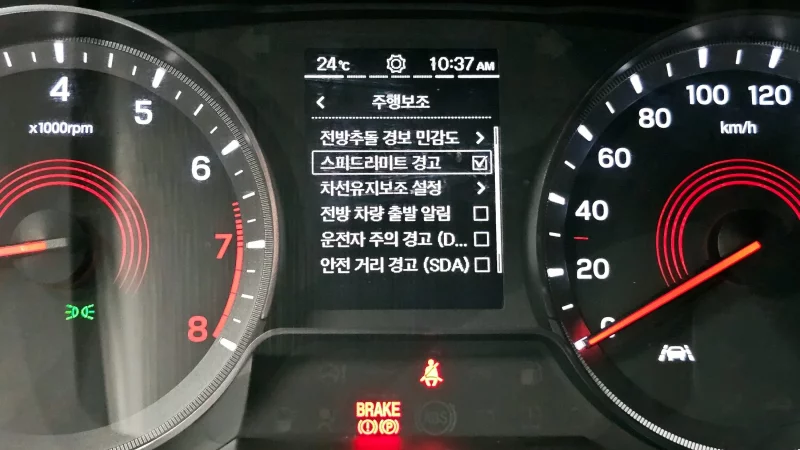 24℃ 10:37 AM
< 주행보조
전방추돌 경보 민감도 >
스피드리미트 경고
차선유지보조 설정 >
전방 차량 출발 알림
운전자 주의 경고 (D...
안전 거리 경고 (SDA)
4
5
6
7
8
x1000rpm
0
20
40
60
80
100
120
km/h
BRAKE
(!) (P)